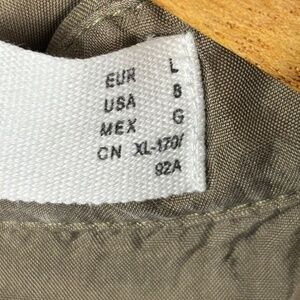 EUR L
USA 8
MEX G
CN XL-170/
92A